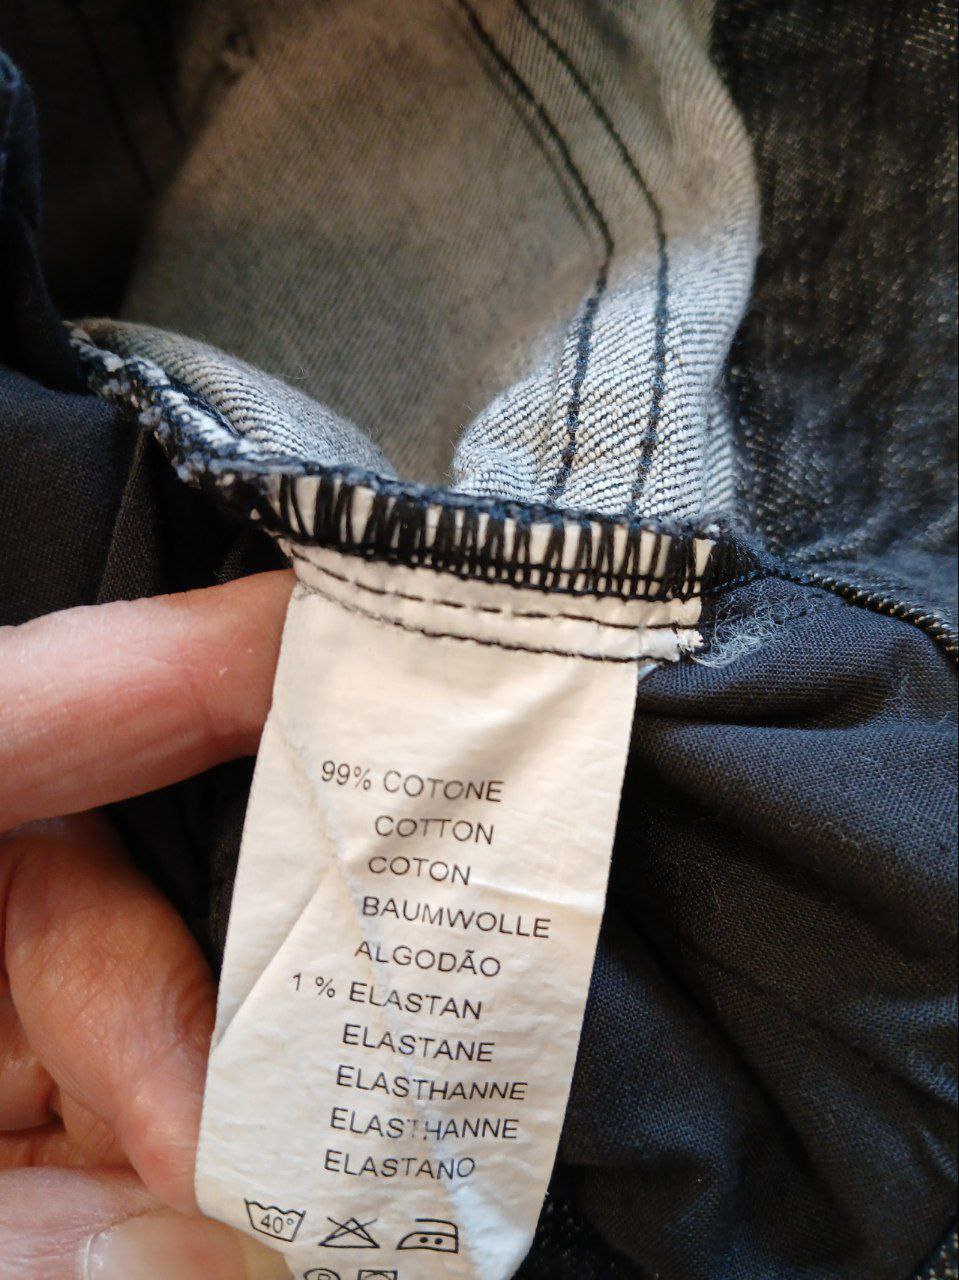 99% COTONE
COTTON
COTON
BAUMWOLLE
ALGODÃO
1 % ELASTAN
ELASTANE
ELASTHANNE
ELASTHANNE
ELASTANO
40°